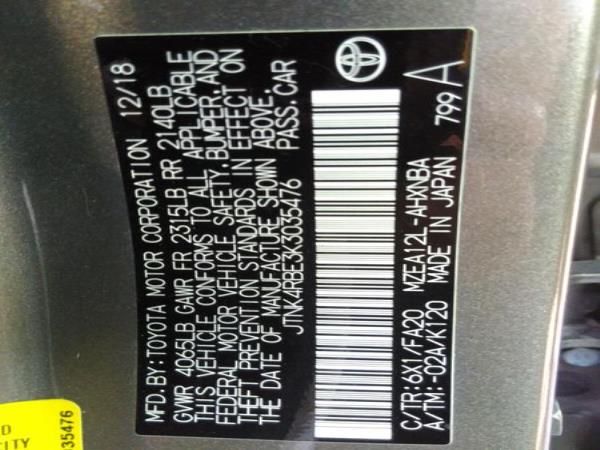 MFD.BY:TOYOTA MOTOR CORPORATION 12/18
GVWR 4065LB GAWR FR 2315LB RR 2140LB
THIS VEHICLE CONFORMS TO ALL APPLICABLE
FEDERAL MOTOR VEHICLE SAFETY, BUMPER, AND
THEFT PREVENTION STANDARDS IN EFFECT ON
THE DATE OF MANUFACTURE SHOWN ABOVE.
JTNK4RBE3K3035476 PASS.CAR
C/TR:6X1/FA20 MZEA12L-AHXNBA
A/TM:-02A/K120 MADE IN JAPAN 799 A
CITY
35476